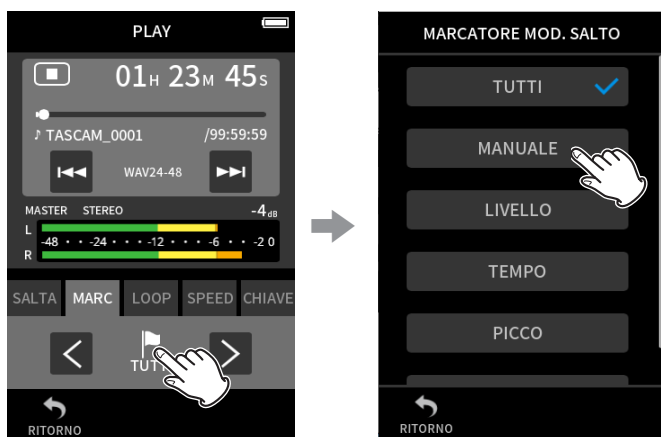 PLAY
01H 23M 45S
♪ TASCAM_0001 /99:59:59
WAV24-48
MASTER STEREO -4dB
L
-48 • • -24 • • • -12 • • • -6 • • -2 0
R
SALTA MARC LOOP SPEED CHIAVE
RITORNO
MARCATORE MOD. SALTO
TUTTI
MANUALE
LIVELLO
TEMPO
PICCO
RITORNO